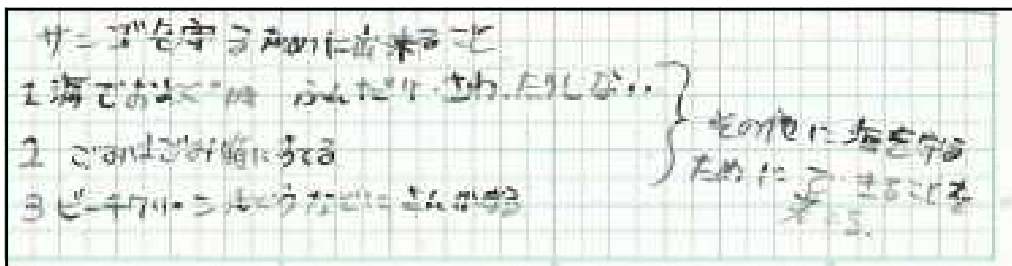 サンゴを守るために出来ること
1 海でおよぐ時 ふんだり、さわったりしない
2 ごみはごみ箱にすてる
3 ビーチクリーンかつどうなどにさんかする
その他に海を守る
ために できることを